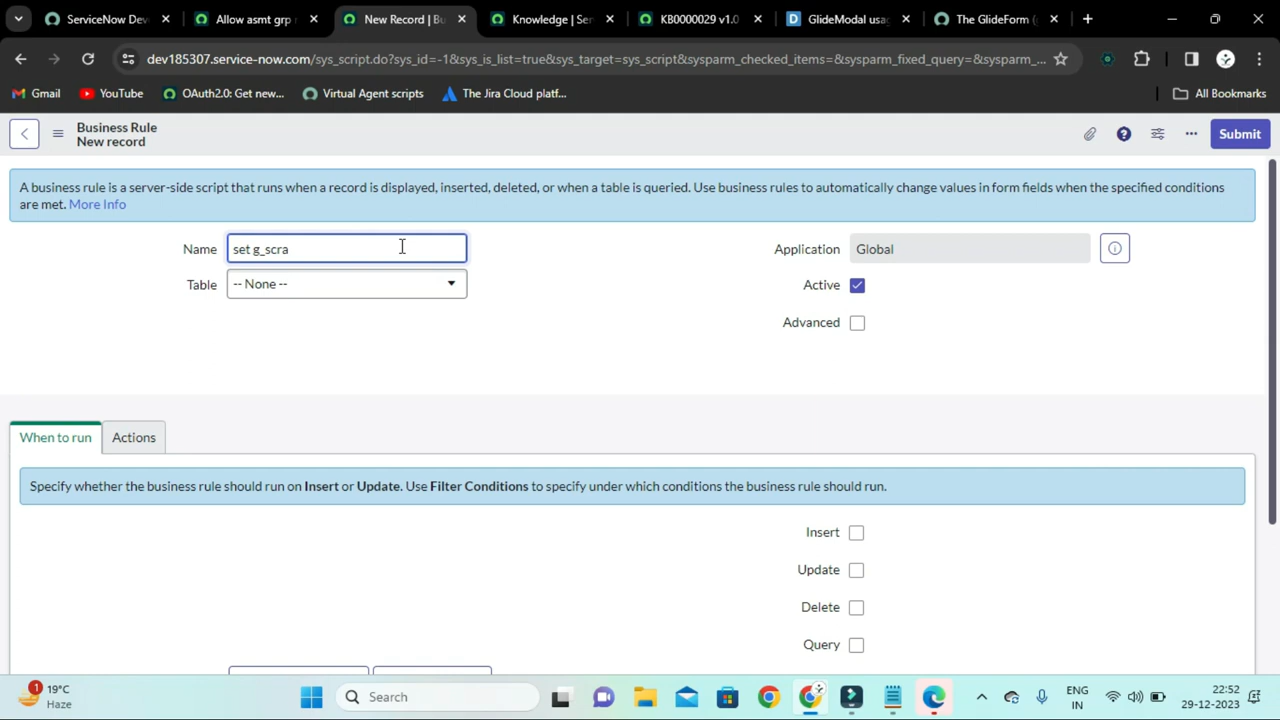 ServiceNow Dev
Allow asmt grp r
New Record | Bu
Knowledge | Ser
KB0000029 v1.0
GlideModal usa
The GlideForm (g
dev185307.service-now.com/sys_script.do?sys_id=-1&sys_is_list=true&sys_target=sys_script&sysparm_checked_items=&sysparm_fixed_query=&sysparm_...
Gmail
YouTube
OAuth2.0: Get new...
Virtual Agent scripts
The Jira Cloud platf...
All Bookmarks
Business Rule
New record
Submit
A business rule is a server-side script that runs when a record is displayed, inserted, deleted, or when a table is queried. Use business rules to automatically change values in form fields when the specified conditions
are met. More Info
Name
set g_scra
Application
Global
Table
-- None --
Active
Advanced
When to run
Actions
Specify whether the business rule should run on Insert or Update. Use Filter Conditions to specify under which conditions the business rule should run.
Insert
Update
Delete
Query
1
19°C
Haze
Search
ENG
IN
22:52
29-12-2023